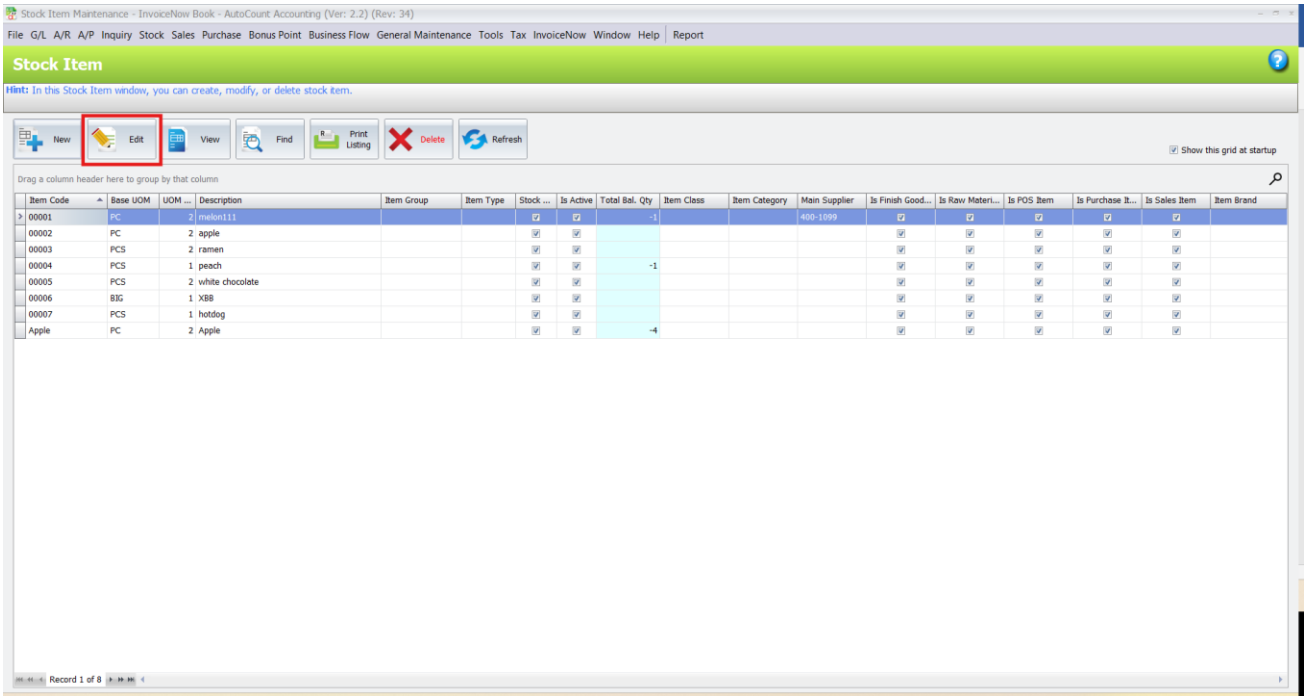 Stock Item Maintenance - InvoiceNow Book - AutoCount Accounting (Ver: 2.2) (Rev: 34)
File G/L A/R A/P Inquiry Stock Sales Purchase Bonus Point Business Flow General Maintenance Tools Tax InvoiceNow Window Help Report
Stock Item
Hint: In this Stock Item window, you can create, modify, or delete stock item.
New Edit View Find Print Listing Delete Refresh
Show this grid at startup
Drag a column header here to group by that column
Item Code Base UOM UOM ... Description Item Group Item Type Stock ... Is Active Total Bal. Qty Item Class Item Category Main Supplier Is Finish Good... Is Raw Materi... Is POS Item Is Purchase It... Is Sales Item Item Brand
00001 PC 2 melon111 -1 400-1099
00002 PC 2 apple
00003 PCS 2 ramen
00004 PCS 1 peach -1
00005 PCS 2 white chocolate
00006 BIG 1 XBB
00007 PCS 1 hotdog
Apple PC 2 Apple -4
Record 1 of 8